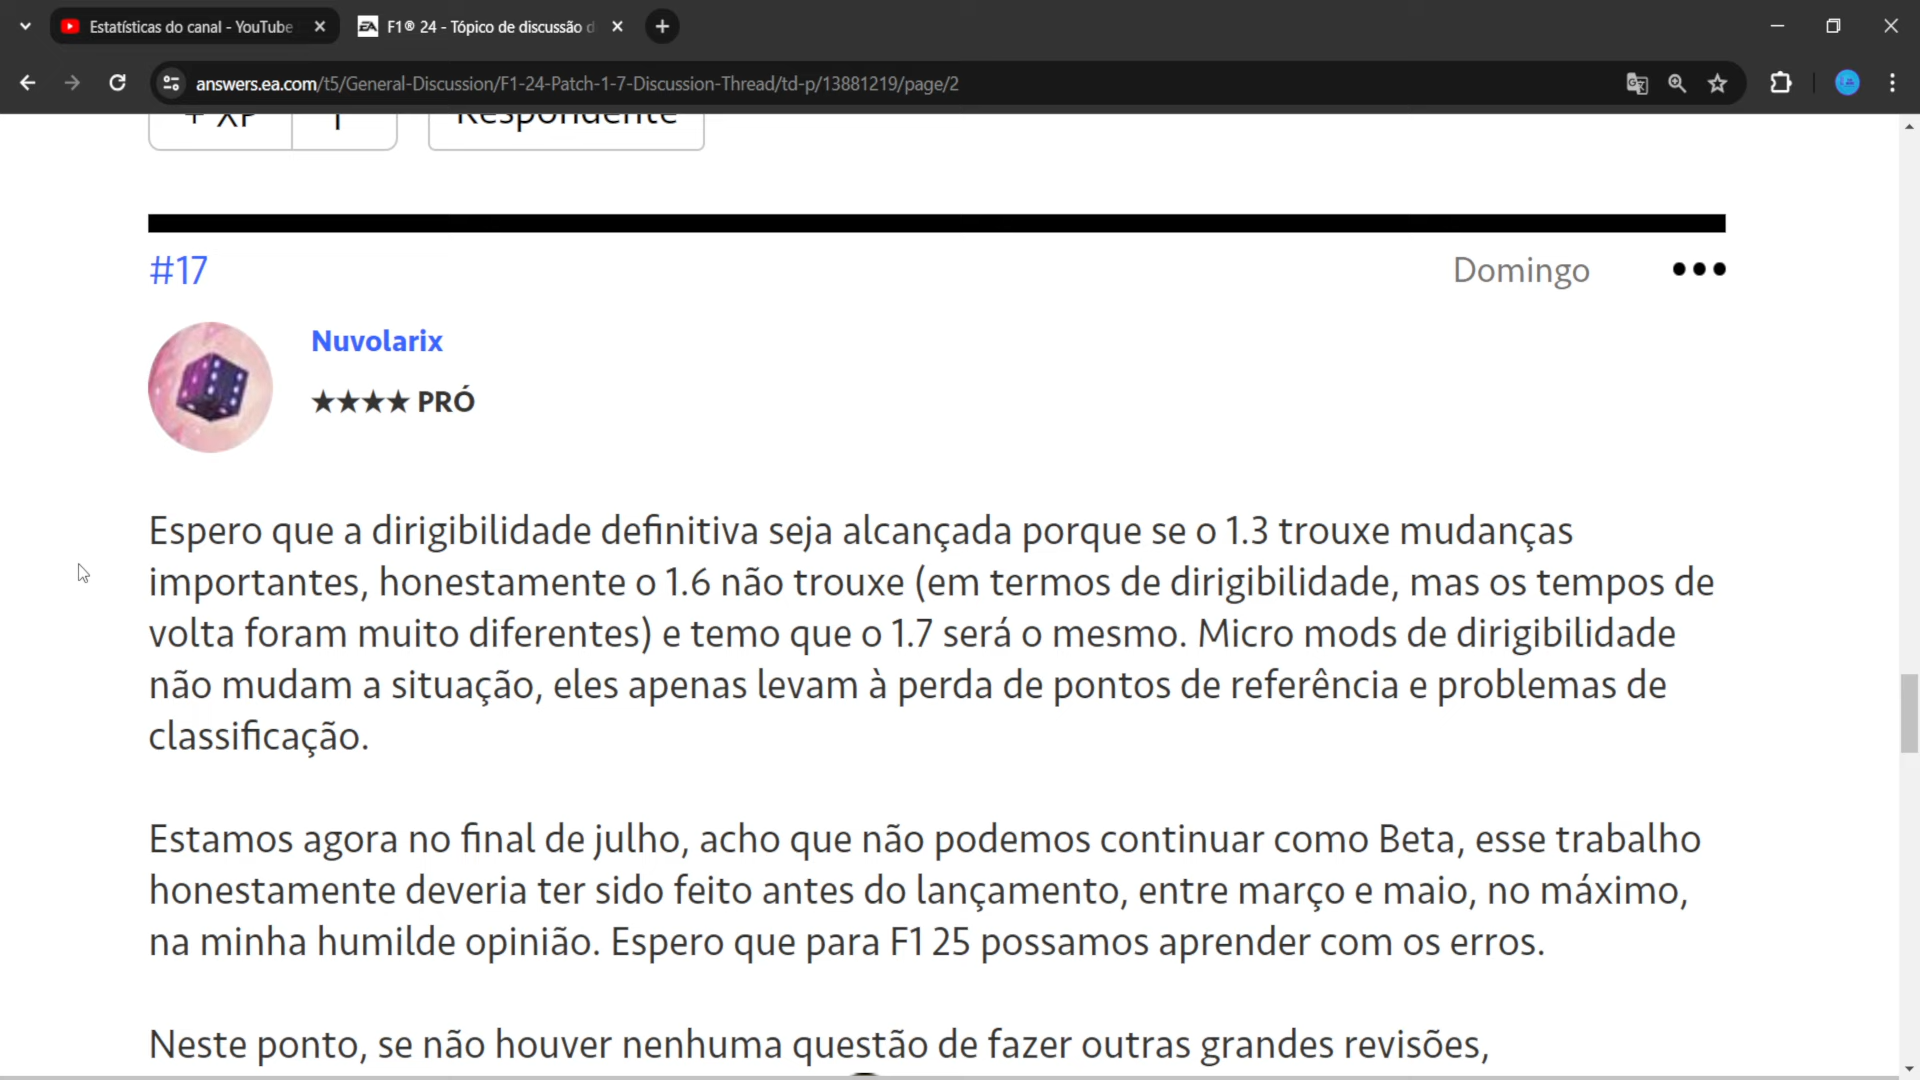 Estatísticas do canal - YouTube
F1® 24 - Tópico de discussão d
answers.ea.com/t5/General-Discussion/F1-24-Patch-1-7-Discussion-Thread/td-p/13881219/page/2
+ XP
Respondente
#17
Domingo
Nuvolarix
★★★★ PRÓ
Espero que a dirigibilidade definitiva seja alcançada porque se o 1.3 trouxe mudanças
importantes, honestamente o 1.6 não trouxe (em termos de dirigibilidade, mas os tempos de
volta foram muito diferentes) e temo que o 1.7 será o mesmo. Micro mods de dirigibilidade
não mudam a situação, eles apenas levam à perda de pontos de referência e problemas de
classificação.
Estamos agora no final de julho, acho que não podemos continuar como Beta, esse trabalho
honestamente deveria ter sido feito antes do lançamento, entre março e maio, no máximo,
na minha humilde opinião. Espero que para F1 25 possamos aprender com os erros.
Neste ponto, se não houver nenhuma questão de fazer outras grandes revisões,